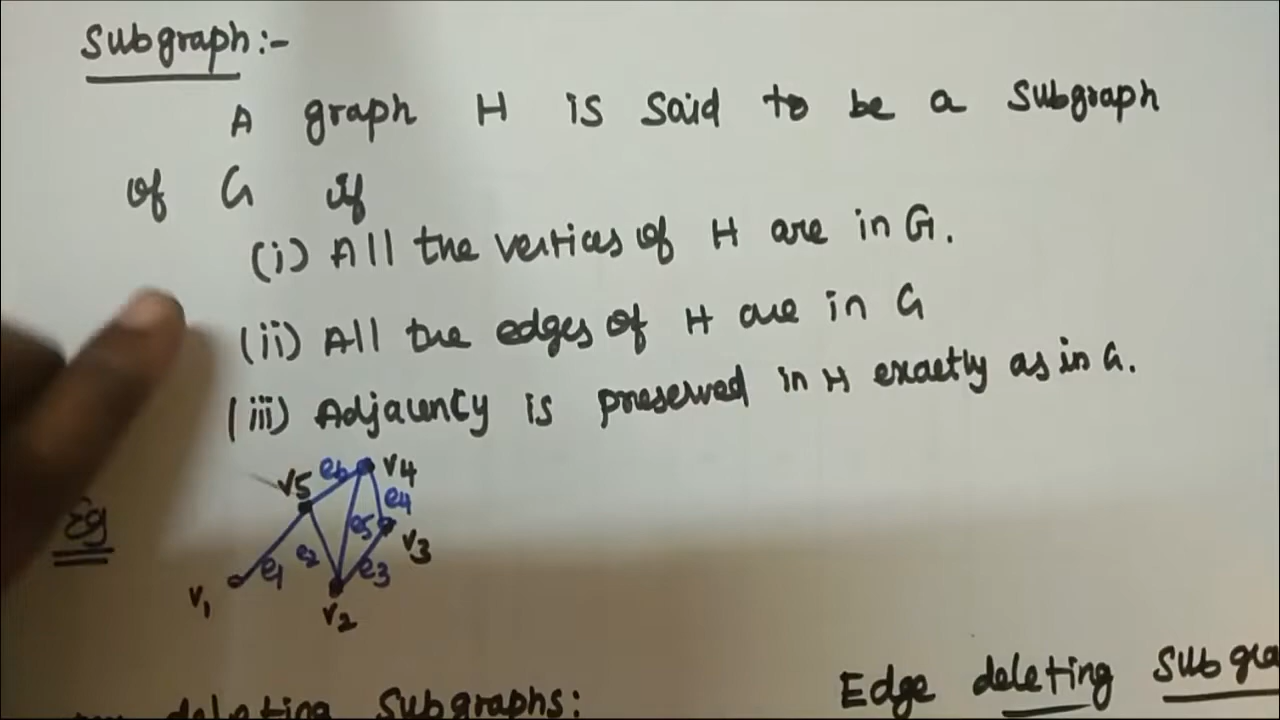 Subgraph:-
A graph H is said to be a subgraph
of G if
(i) All the vertices of H are in G.
(ii) All the edges of H are in G
(iii) Adjacency is preserved in H exactly as in G.
Eg
v5 e6 v4
e4
e5
v3
e2
e1 e3
v1
v2
deleting subgraphs:
Edge deleting